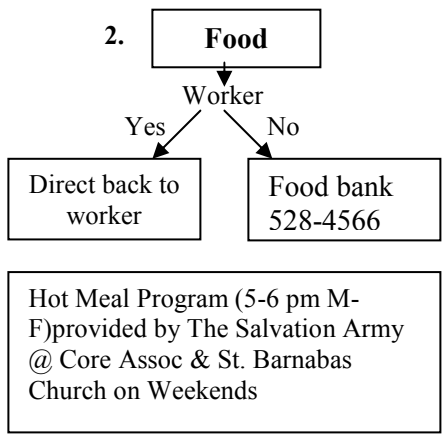 2. Food
Worker
Yes No
Direct back to
worker
Food bank
528-4566
Hot Meal Program (5-6 pm M-
F)provided by The Salvation Army
@ Core Assoc & St. Barnabas
Church on Weekends